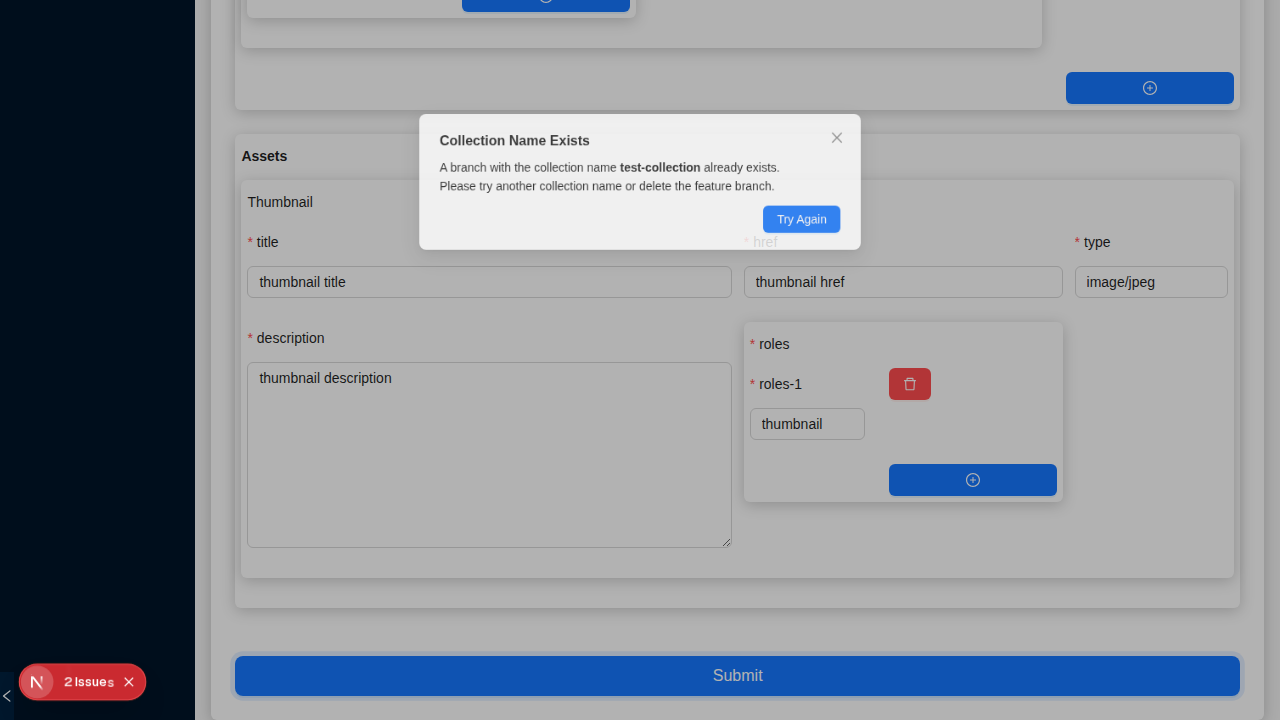 Assets
Collection Name Exists
A branch with the collection name test-collection already exists.
Please try another collection name or delete the feature branch.
Try Again
Thumbnail
* title
* href
* type
thumbnail title
thumbnail href
image/jpeg
* description
* roles
thumbnail description
* roles-1
thumbnail
Submit
N 2 Issues